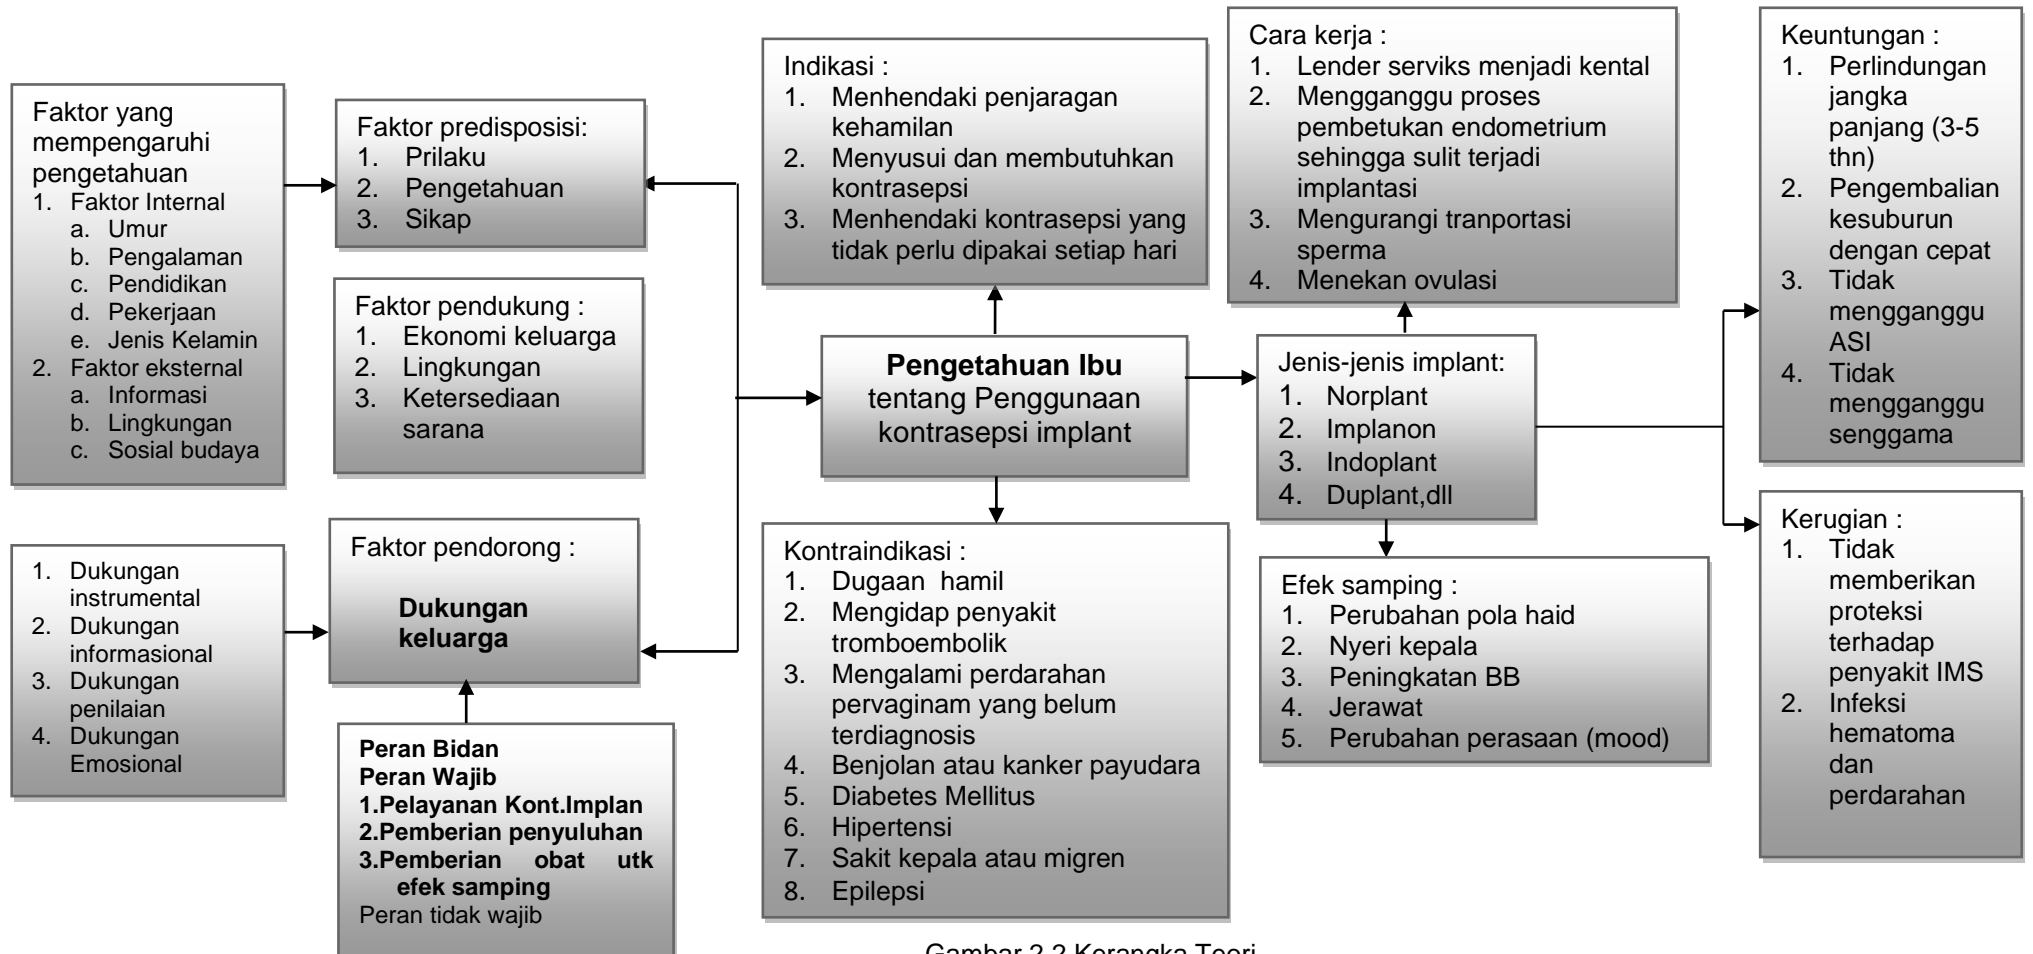 Faktor yang
mempengaruhi
pengetahuan
1. Faktor Internal
a. Umur
b. Pengalaman
c. Pendidikan
d. Pekerjaan
e. Jenis Kelamin
2. Faktor eksternal
a. Informasi
b. Lingkungan
c. Sosial budaya
1. Dukungan
instrumental
2. Dukungan
informasional
3. Dukungan
penilaian
4. Dukungan
Emosional
Faktor predisposisi:
1. Prilaku
2. Pengetahuan
3. Sikap
Faktor pendukung :
1. Ekonomi keluarga
2. Lingkungan
3. Ketersediaan
sarana
Faktor pendorong :
Dukungan
keluarga
Peran Bidan
Peran Wajib
1.Pelayanan Kont.Implan
2.Pemberian penyuluhan
3.Pemberian obat utk
efek samping
Peran tidak wajib
Indikasi :
1. Menhendaki penjaragan
kehamilan
2. Menyusui dan membutuhkan
kontrasepsi
3. Menhendaki kontrasepsi yang
tidak perlu dipakai setiap hari
Pengetahuan Ibu
tentang Penggunaan
kontrasepsi implant
Kontraindikasi :
1. Dugaan hamil
2. Mengidap penyakit
tromboembolik
3. Mengalami perdarahan
pervaginam yang belum
terdiagnosis
4. Benjolan atau kanker payudara
5. Diabetes Mellitus
6. Hipertensi
7. Sakit kepala atau migren
8. Epilepsi
Cara kerja :
1. Lender serviks menjadi kental
2. Mengganggu proses
pembetukan endometrium
sehingga sulit terjadi
implantasi
3. Mengurangi tranportasi
sperma
4. Menekan ovulasi
Jenis-jenis implant:
1. Norplant
2. Implanon
3. Indoplant
4. Duplant,dll
Efek samping :
1. Perubahan pola haid
2. Nyeri kepala
3. Peningkatan BB
4. Jerawat
5. Perubahan perasaan (mood)
Keuntungan :
1. Perlindungan
jangka
panjang (3-5
thn)
2. Pengembalian
kesuburun
dengan cepat
3. Tidak
mengganggu
ASI
4. Tidak
mengganggu
senggama
Kerugian :
1. Tidak
memberikan
proteksi
terhadap
penyakit IMS
2. Infeksi
hematoma
dan
perdarahan
Gambar 2.2 Kerangka Teori